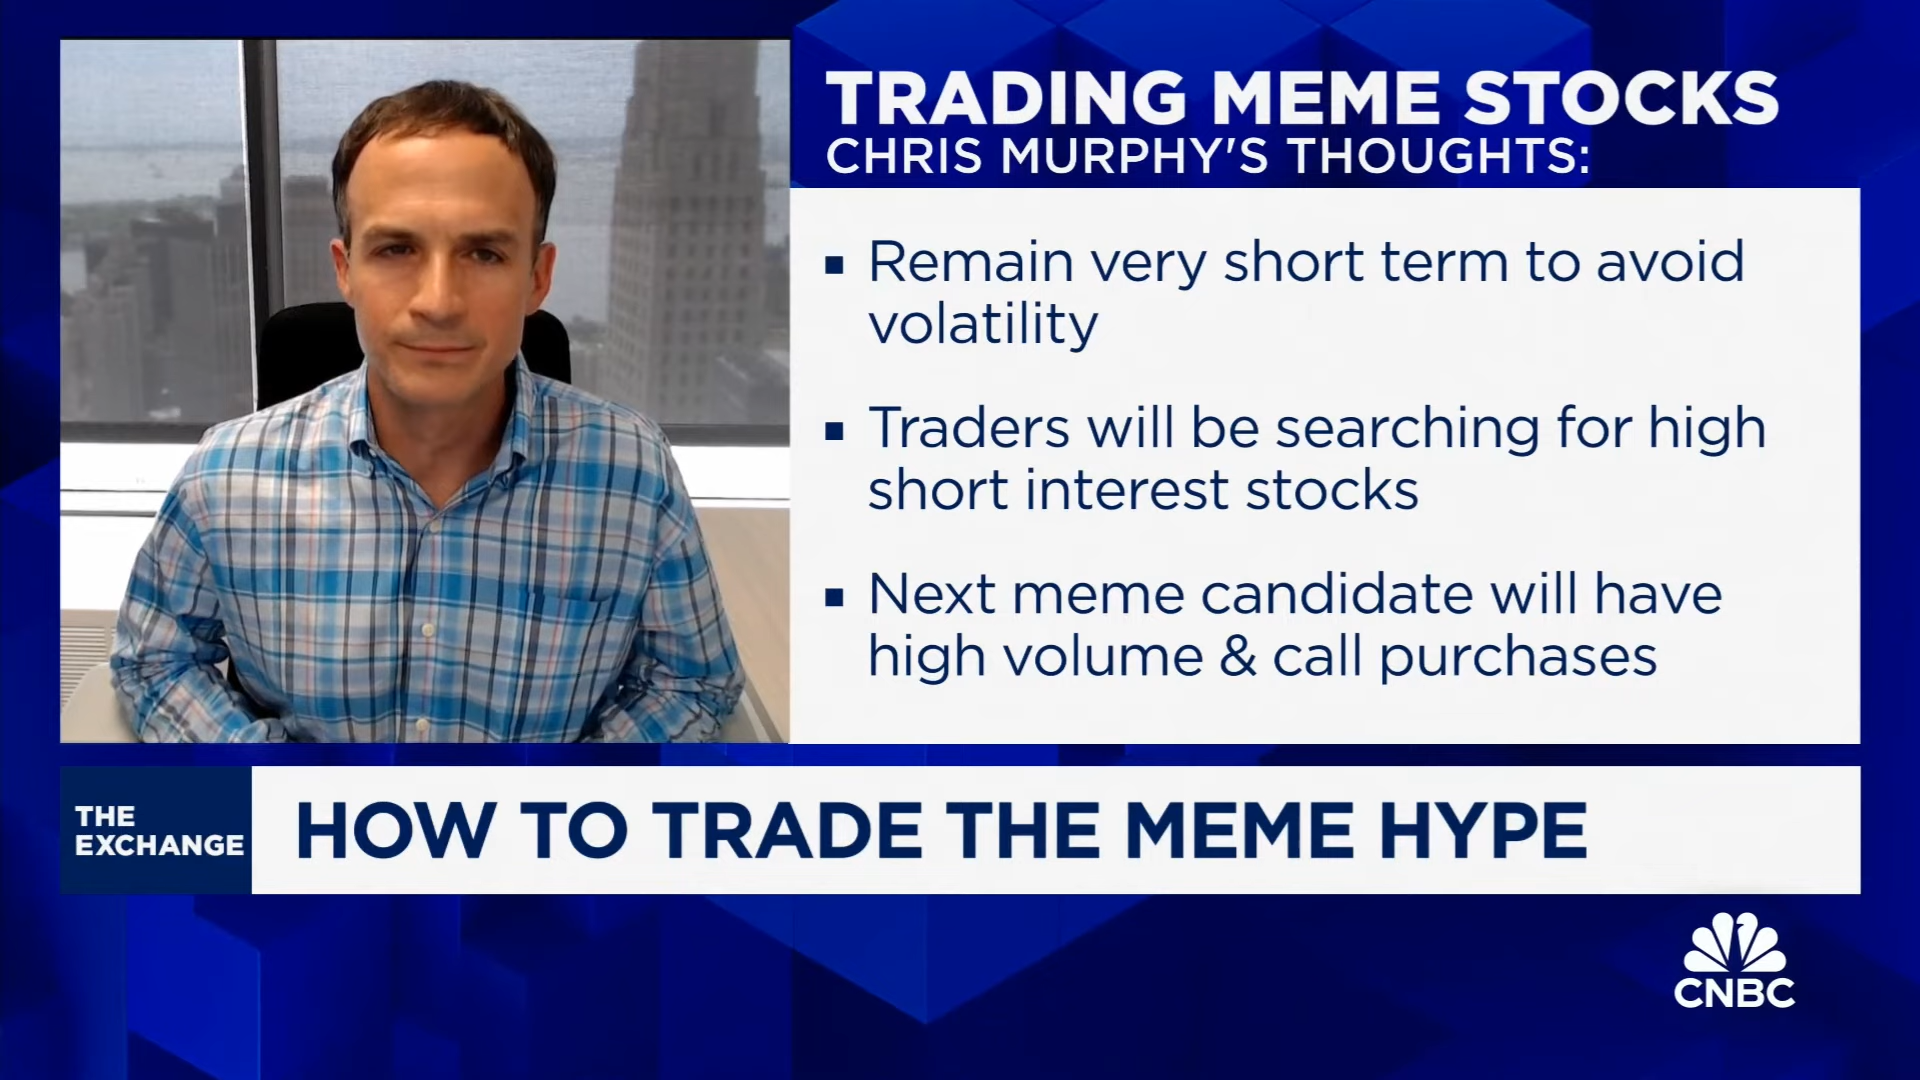 TRADING MEME STOCKS
CHRIS MURPHY'S THOUGHTS:
▪ Remain very short term to avoid
volatility
▪ Traders will be searching for high
short interest stocks
▪ Next meme candidate will have
high volume & call purchases
THE
EXCHANGE
HOW TO TRADE THE MEME HYPE
CNBC